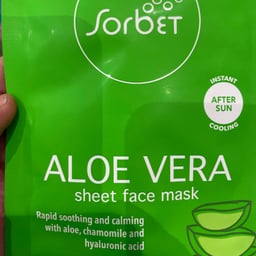 Sorbet
INSTANT
AFTER
SUN
COOLING
ALOE VERA
sheet face mask
Rapid soothing and calming
with aloe, chamomile and
hyaluronic acid